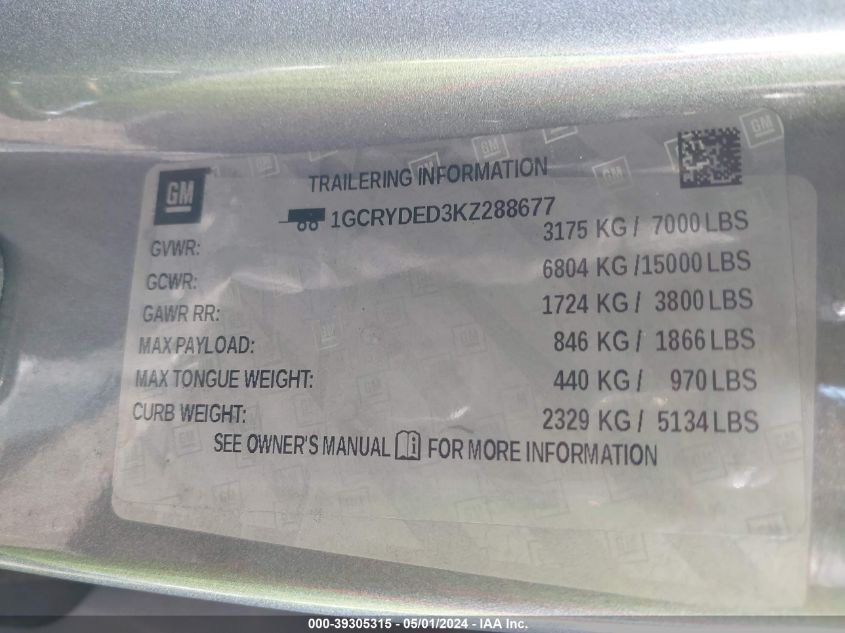 GM
TRAILERING INFORMATION
1GCRYDED3KZ288677
GVWR: 3175 KG / 7000 LBS
GCWR: 6804 KG / 15000 LBS
GAWR RR: 1724 KG / 3800 LBS
MAX PAYLOAD: 846 KG / 1866 LBS
MAX TONGUE WEIGHT: 440 KG / 970 LBS
CURB WEIGHT: 2329 KG / 5134 LBS
SEE OWNER'S MANUAL i FOR MORE INFORMATION
000-39305315 - 05/01/2024 - IAA Inc.